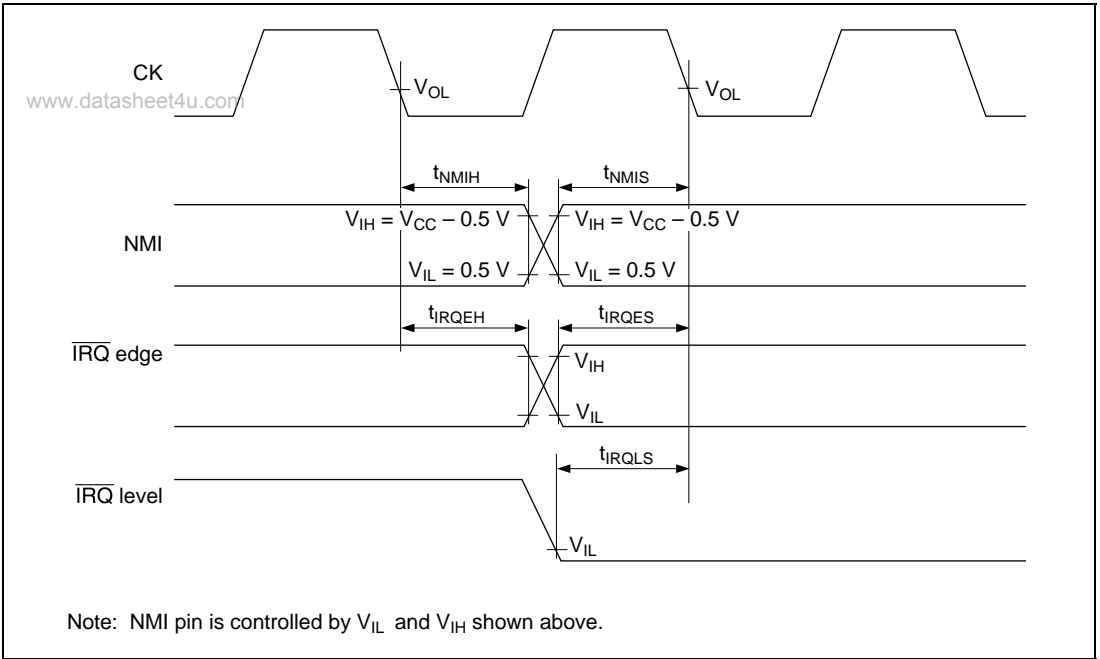 CK
V_OL
V_OL
www.datasheet4u.com
t_NMIH
t_NMIS
V_IH = V_CC – 0.5 V
V_IH = V_CC – 0.5 V
NMI
V_IL = 0.5 V
V_IL = 0.5 V
t_IRQEH
t_IRQES
I̅R̅Q̅ edge
V_IH
V_IL
t_IRQLS
I̅R̅Q̅ level
V_IL
Note: NMI pin is controlled by V_IL and V_IH shown above.